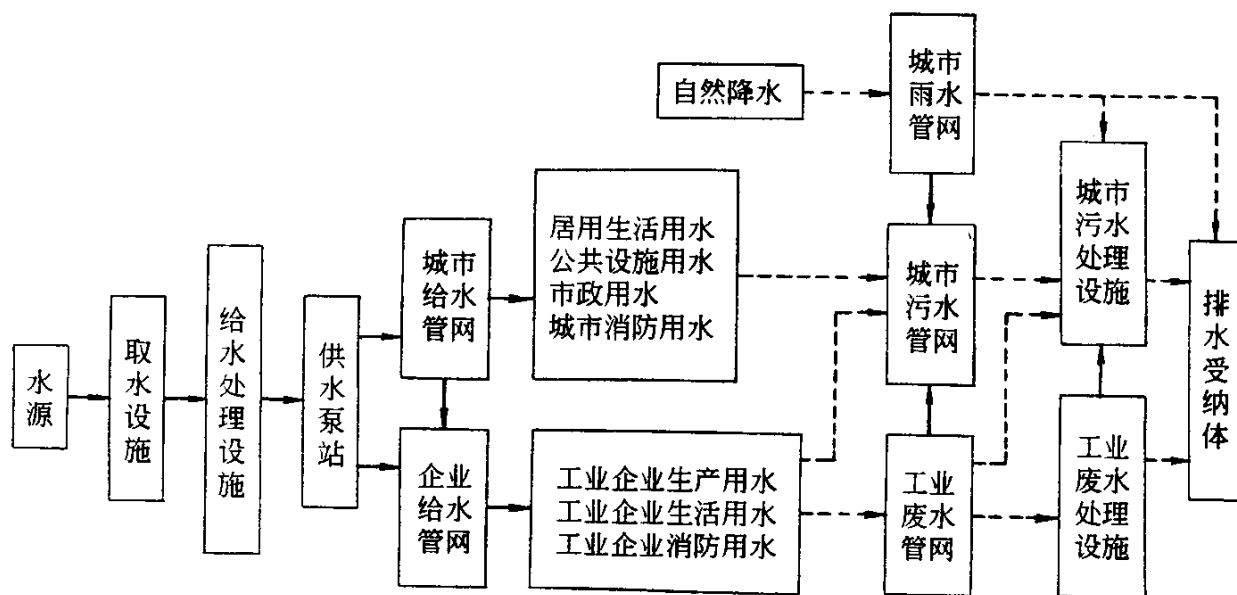 自然降水
城市
雨水
管网
城市
污水
处理
设施
居用生活用水
公共设施用水
市政用水
城市消防用水
城市
给水
管网
城市
污水
管网
排水受纳体
水源
取水设施
给水处理设施
供水泵站
企业
给水
管网
工业企业生产用水
工业企业生活用水
工业企业消防用水
工业
废水
管网
工业
废水
处理
设施